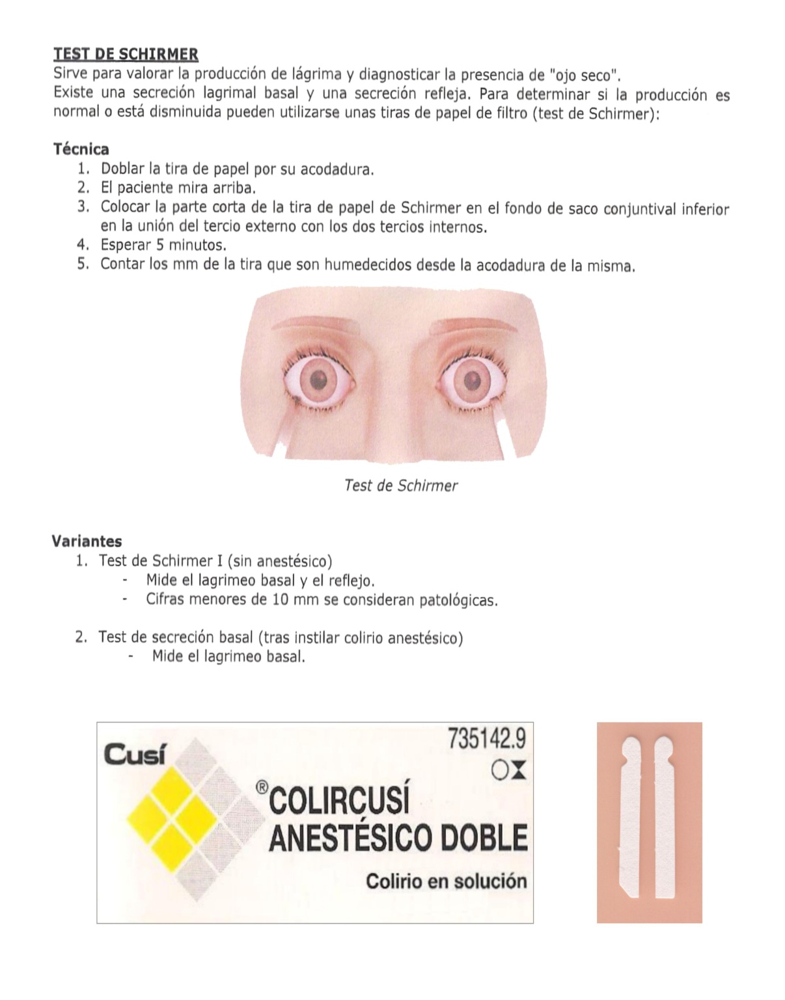 TEST DE SCHIRMER
Sirve para valorar la producción de lágrima y diagnosticar la presencia de "ojo seco".
Existe una secreción lagrimal basal y una secreción refleja. Para determinar si la producción es
normal o está disminuida pueden utilizarse unas tiras de papel de filtro (test de Schirmer):
Técnica
1. Doblar la tira de papel por su acodadura.
2. El paciente mira arriba.
3. Colocar la parte corta de la tira de papel de Schirmer en el fondo de saco conjuntival inferior
en la unión del tercio externo con los dos tercios internos.
4. Esperar 5 minutos.
5. Contar los mm de la tira que son humedecidos desde la acodadura de la misma.
Test de Schirmer
Variantes
1. Test de Schirmer I (sin anestésico)
- Mide el lagrimeo basal y el reflejo.
- Cifras menores de 10 mm se consideran patológicas.
2. Test de secreción basal (tras instilar colirio anestésico)
- Mide el lagrimeo basal.
Cusí
735142.9
®COLIRCUSÍ
ANESTÉSICO DOBLE
Colirio en solución